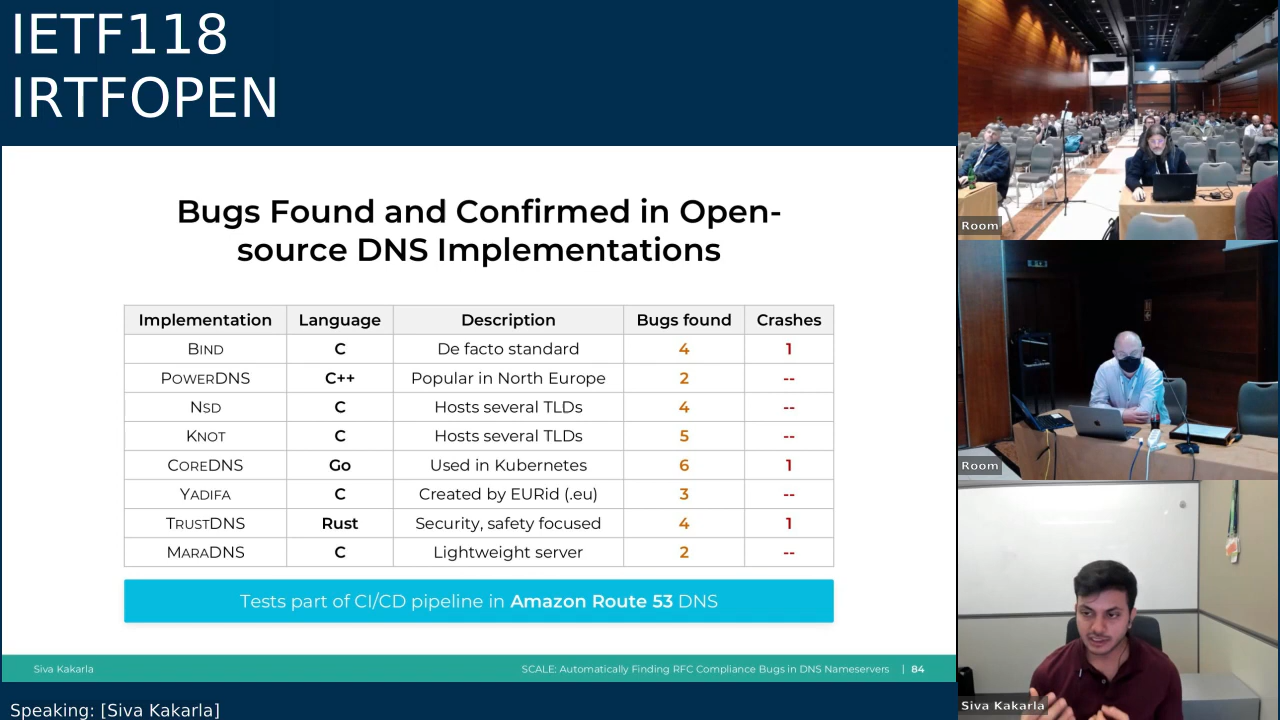 IETF118
IRTFOPEN
Bugs Found and Confirmed in Open-
source DNS Implementations
Implementation Language Description Bugs found Crashes
BIND C De facto standard 4 1
POWERDNS C++ Popular in North Europe 2 --
NSD C Hosts several TLDs 4 --
KNOT C Hosts several TLDs 5 --
COREDNS Go Used in Kubernetes 6 1
YADIFA C Created by EURid (.eu) 3 --
TRUSTDNS Rust Security, safety focused 4 1
MARADNS C Lightweight server 2 --
Tests part of CI/CD pipeline in Amazon Route 53 DNS
Siva Kakarla SCALE: Automatically Finding RFC Compliance Bugs in DNS Nameservers | 84
Speaking: [Siva Kakarla]
Room
Room
Siva Kakarla